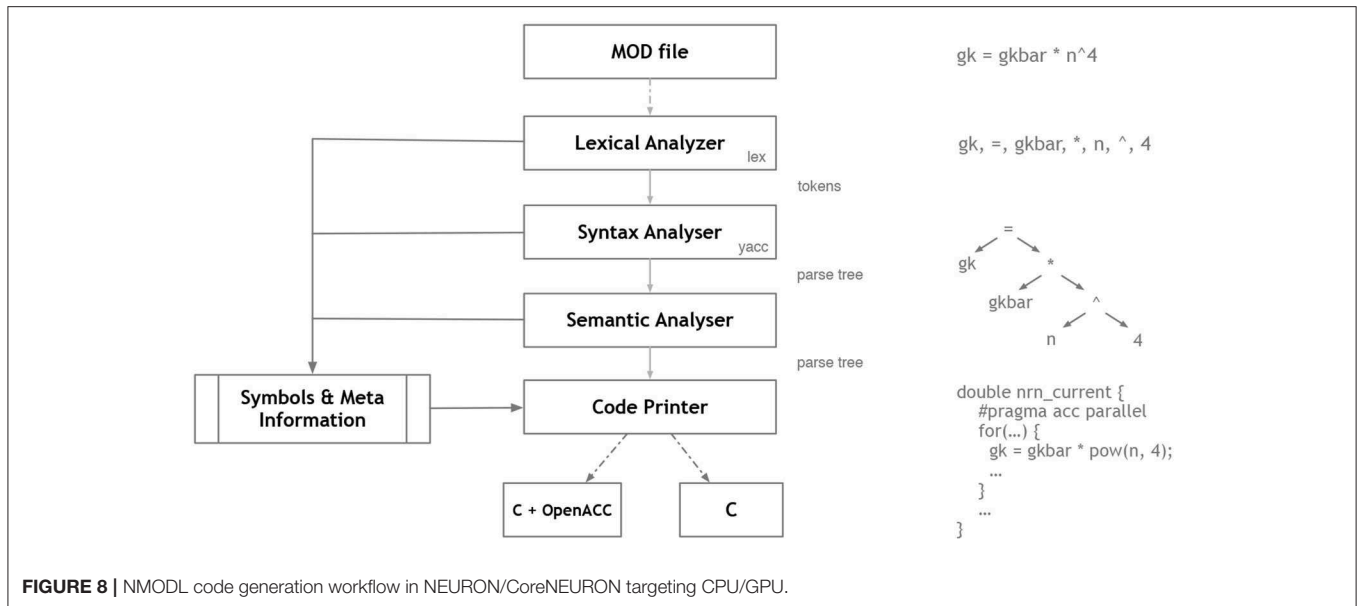 MOD file
gk = gkbar * n^4
Lexical Analyzer
lex
gk, =, gkbar, *, n, ^, 4
tokens
Syntax Analyser
yacc
=
gk
*
parse tree
gkbar
^
Semantic Analyser
n
4
parse tree
Symbols & Meta
Information
Code Printer
double nrn_current {
#pragma acc parallel
for(...) {
gk = gkbar * pow(n, 4);
...
}
...
}
C + OpenACC
C
FIGURE 8 | NMODL code generation workflow in NEURON/CoreNEURON targeting CPU/GPU.